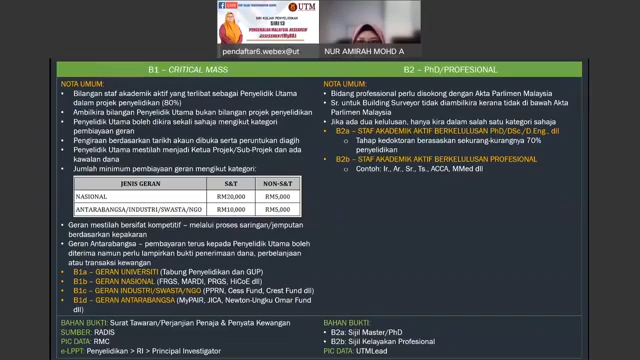 UTM
SIRI KULIAH PENYELIDIKAN
SIRI 13
PENGENALAN MALAYSIA RESEARCH
ASSESSMENT(MyRA)
pendaftar6.webex@ut
NUR AMIRAH MOHD A
B1 - CRITICAL MASS
NOTA UMUM:
• Bilangan staf akademik aktif yang terlibat sebagai Penyelidik Utama
dalam projek penyelidikan (80%)
• Ambilkira bilangan Penyelidik Utama bukan bilangan projek penyelidikan
• Penyelidik Utama boleh dikira sekali sahaja mengikut kategori
pembiayaan geran
• Pengiraan berdasarkan tarikh akaun dibuka serta peruntukan diagih
• Penyelidik Utama mestilah menjadi Ketua Projek/Sub-Projek dan ada
kawalan dana
• Jumlah minimum pembiayaan geran mengikut kategori:
JENIS GERAN S&T NON-S&T
NASIONAL RM20,000 RM5,000
ANTARABANGSA/INDUSTRI/SWASTA/NGO RM10,000 RM5,000
• Geran mestilah bersifat kompetitif – melalui proses saringan/jemputan
berdasarkan kepakaran
• Geran Antarabangsa – pembayaran terus kepada Penyelidik Utama boleh
diterima namun perlu lampirkan bukti penerimaan dana, perbelanjaan
atau transaksi kewangan
• B1a – GERAN UNIVERSITI (Tabung Penyelidikan dan GUP)
• B1b – GERAN NASIONAL (FRGS, MARDI, PRGS, HiCoE dll)
• B1c – GERAN INDUSTRI/SWASTA/NGO (PPRN, Cess Fund, Crest Fund dll)
• B1d – GERAN ANTARABANGSA (MyPAIR, JICA, Newton-Ungku Omar Fund
dll)
BAHAN BUKTI: Surat Tawaran/Perjanjian Penaja & Penyata Kewangan
SUMBER: RADIS
PIC DATA: RMC
e-LPPT: Penyelidikan > RI > Principal Investigator
B2 – PhD/PROFESIONAL
NOTA UMUM:
• Bidang professional perlu disokong dengan Akta Parlimen Malaysia
• Sr. untuk Building Surveyor tidak diambilkira kerana tidak di bawah Akta
Parlimen Malaysia
• Jika ada dua kelulusan, hanya kira dalam salah satu kategori sahaja
• B2a – STAF AKADEMIK AKTIF BERKELULUSAN PhD/DSc./D.Eng., dll
• Tahap kedoktoran berasaskan sekurang-kurangnya 70%
penyelidikan
• B2b – STAF AKADEMIK AKTIF BERKELULUSAN PROFESIONAL
• Contoh: Ir., Ar., Sr., Ts., ACCA, MMed dll
BAHAN BUKTI:
• B2a: Sijil Master/PhD
• B2b: Sijil Kelayakan Profesional
PIC DATA: UTMLead